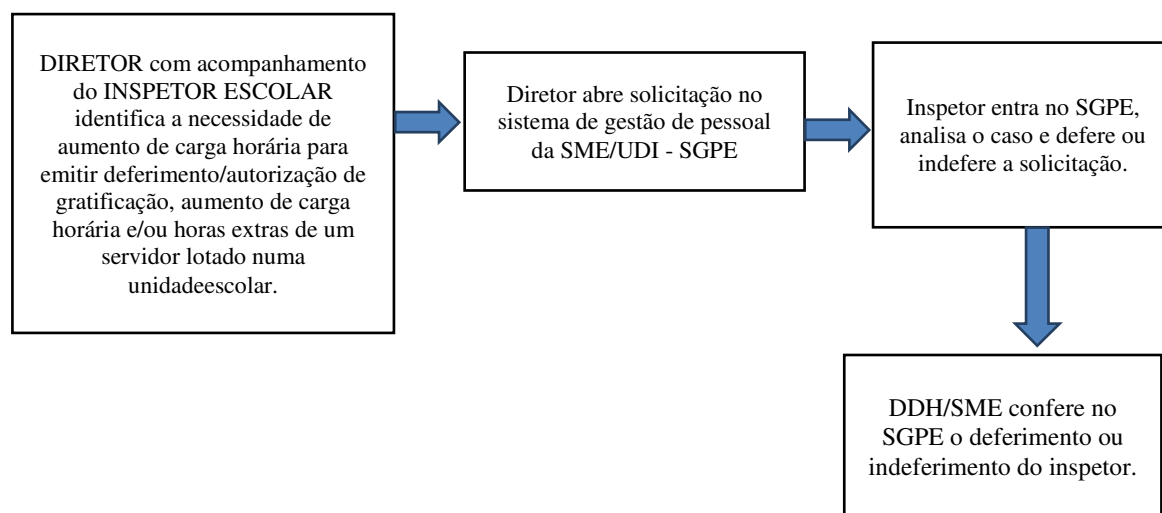 DIRETOR com acompanhamento
do INSPETOR ESCOLAR
identifica a necessidade de
aumento de carga horária para
emitir deferimento/autorização de
gratificação, aumento de carga
horária e/ou horas extras de um
servidor lotado numa
unidadeescolar.
Diretor abre solicitação no
sistema de gestão de pessoal
da SME/UDI - SGPE
Inspetor entra no SGPE,
analisa o caso e defere ou
indefere a solicitação.
DDH/SME confere no
SGPE o deferimento ou
indeferimento do inspetor.